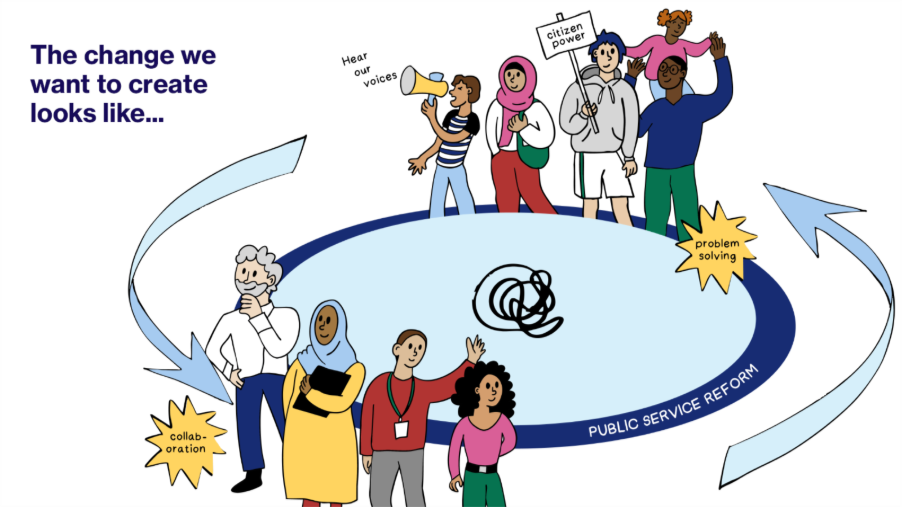 The change we
want to create
looks like...
Hear
our
voices
citizen
power
problem
solving
collab-
oration
PUBLIC SERVICE REFORM